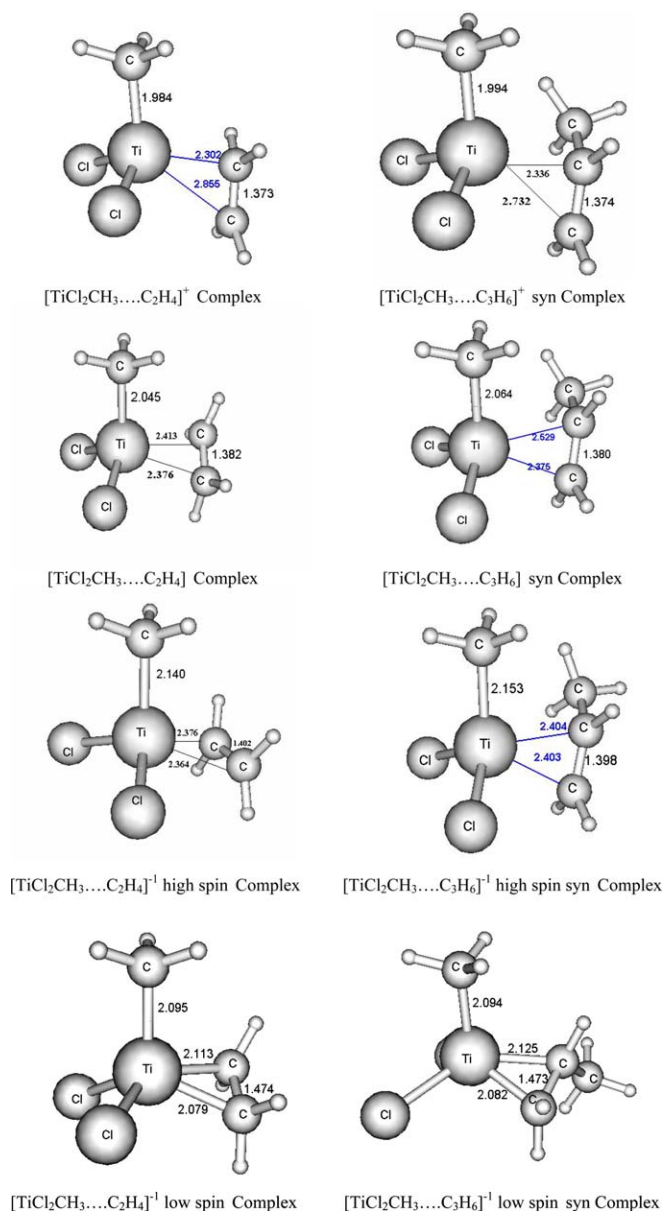 C
C
1.984
1.994
C
Ti
Ti
Cl
2.302
C
Cl
2.336
C
2.855
1.373
2.732
1.374
Cl
C
Cl
C
[TiCl₂CH₃….C₂H₄]⁺ Complex
[TiCl₂CH₃….C₃H₆]⁺ syn Complex
C
C
2.045
2.064
C
Cl
Ti
2.413
C
Cl
Ti
2.529
C
2.376
1.382
2.375
1.380
Cl
C
Cl
C
[TiCl₂CH₃….C₂H₄] Complex
[TiCl₂CH₃….C₃H₆] syn Complex
C
C
2.140
2.153
C
Cl
Ti
2.376
C
1.402
Cl
Ti
2.404
C
2.364
C
2.403
1.398
Cl
Cl
C
[TiCl₂CH₃….C₂H₄]⁻¹ high spin Complex
[TiCl₂CH₃….C₃H₆]⁻¹ high spin syn Complex
C
C
2.095
2.094
Ti
2.113
C
Ti
2.125
C
C
Cl
2.079
1.474
2.082
1.473
Cl
C
Cl
C
[TiCl₂CH₃….C₂H₄]⁻¹ low spin Complex
[TiCl₂CH₃….C₃H₆]⁻¹ low spin syn Complex